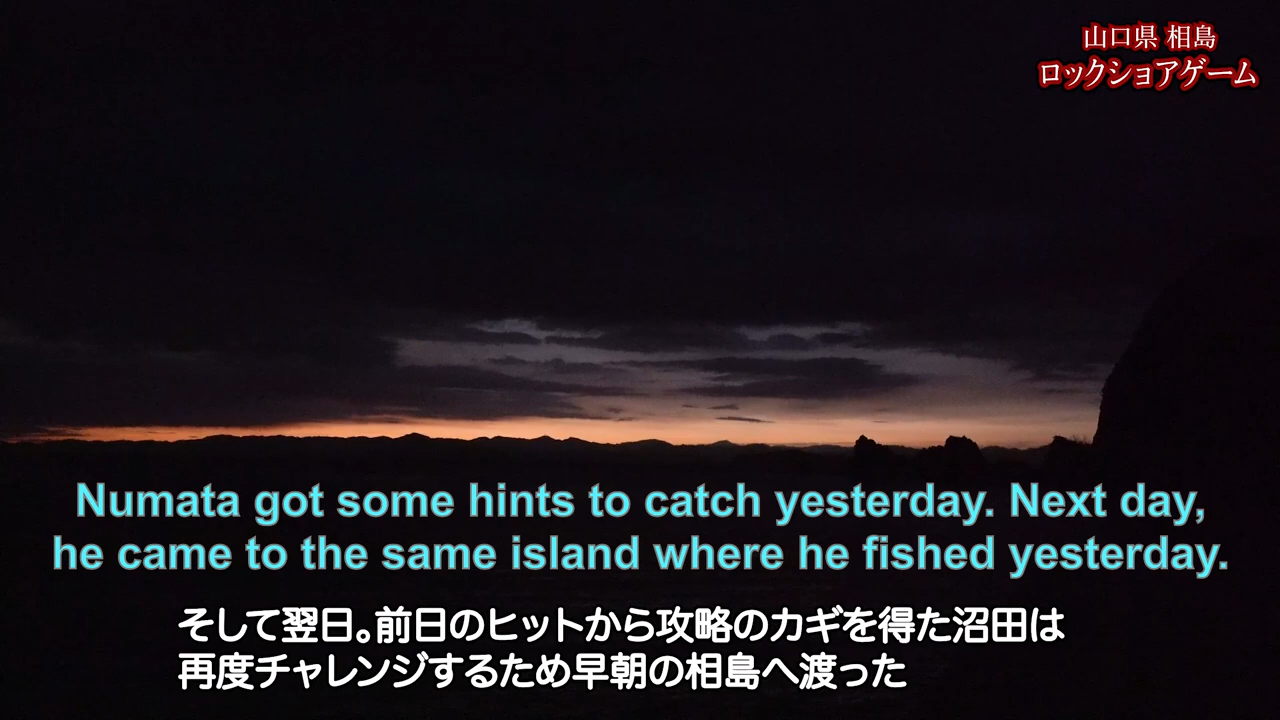 山口県 相島
ロックショアゲーム
Numata got some hints to catch yesterday. Next day,
he came to the same island where he fished yesterday.
そして翌日。前日のヒットから攻略のカギを得た沼田は
再度チャレンジするため早朝の相島へ渡った